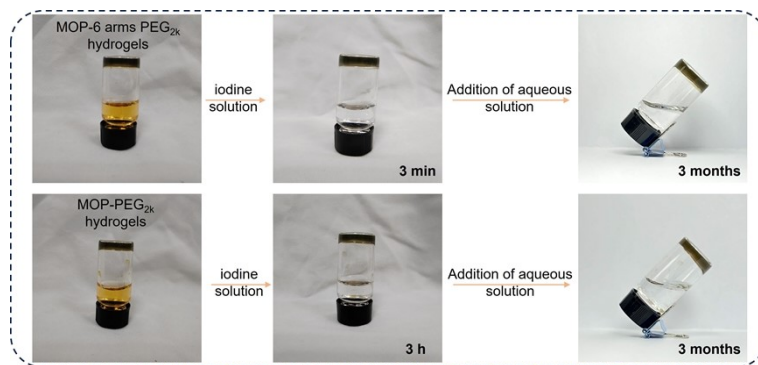 MOP-6 arms PEG2k
hydrogels
iodine
solution
3 min
Addition of aqueous
solution
3 months
MOP-PEG2k
hydrogels
iodine
solution
3 h
Addition of aqueous
solution
3 months